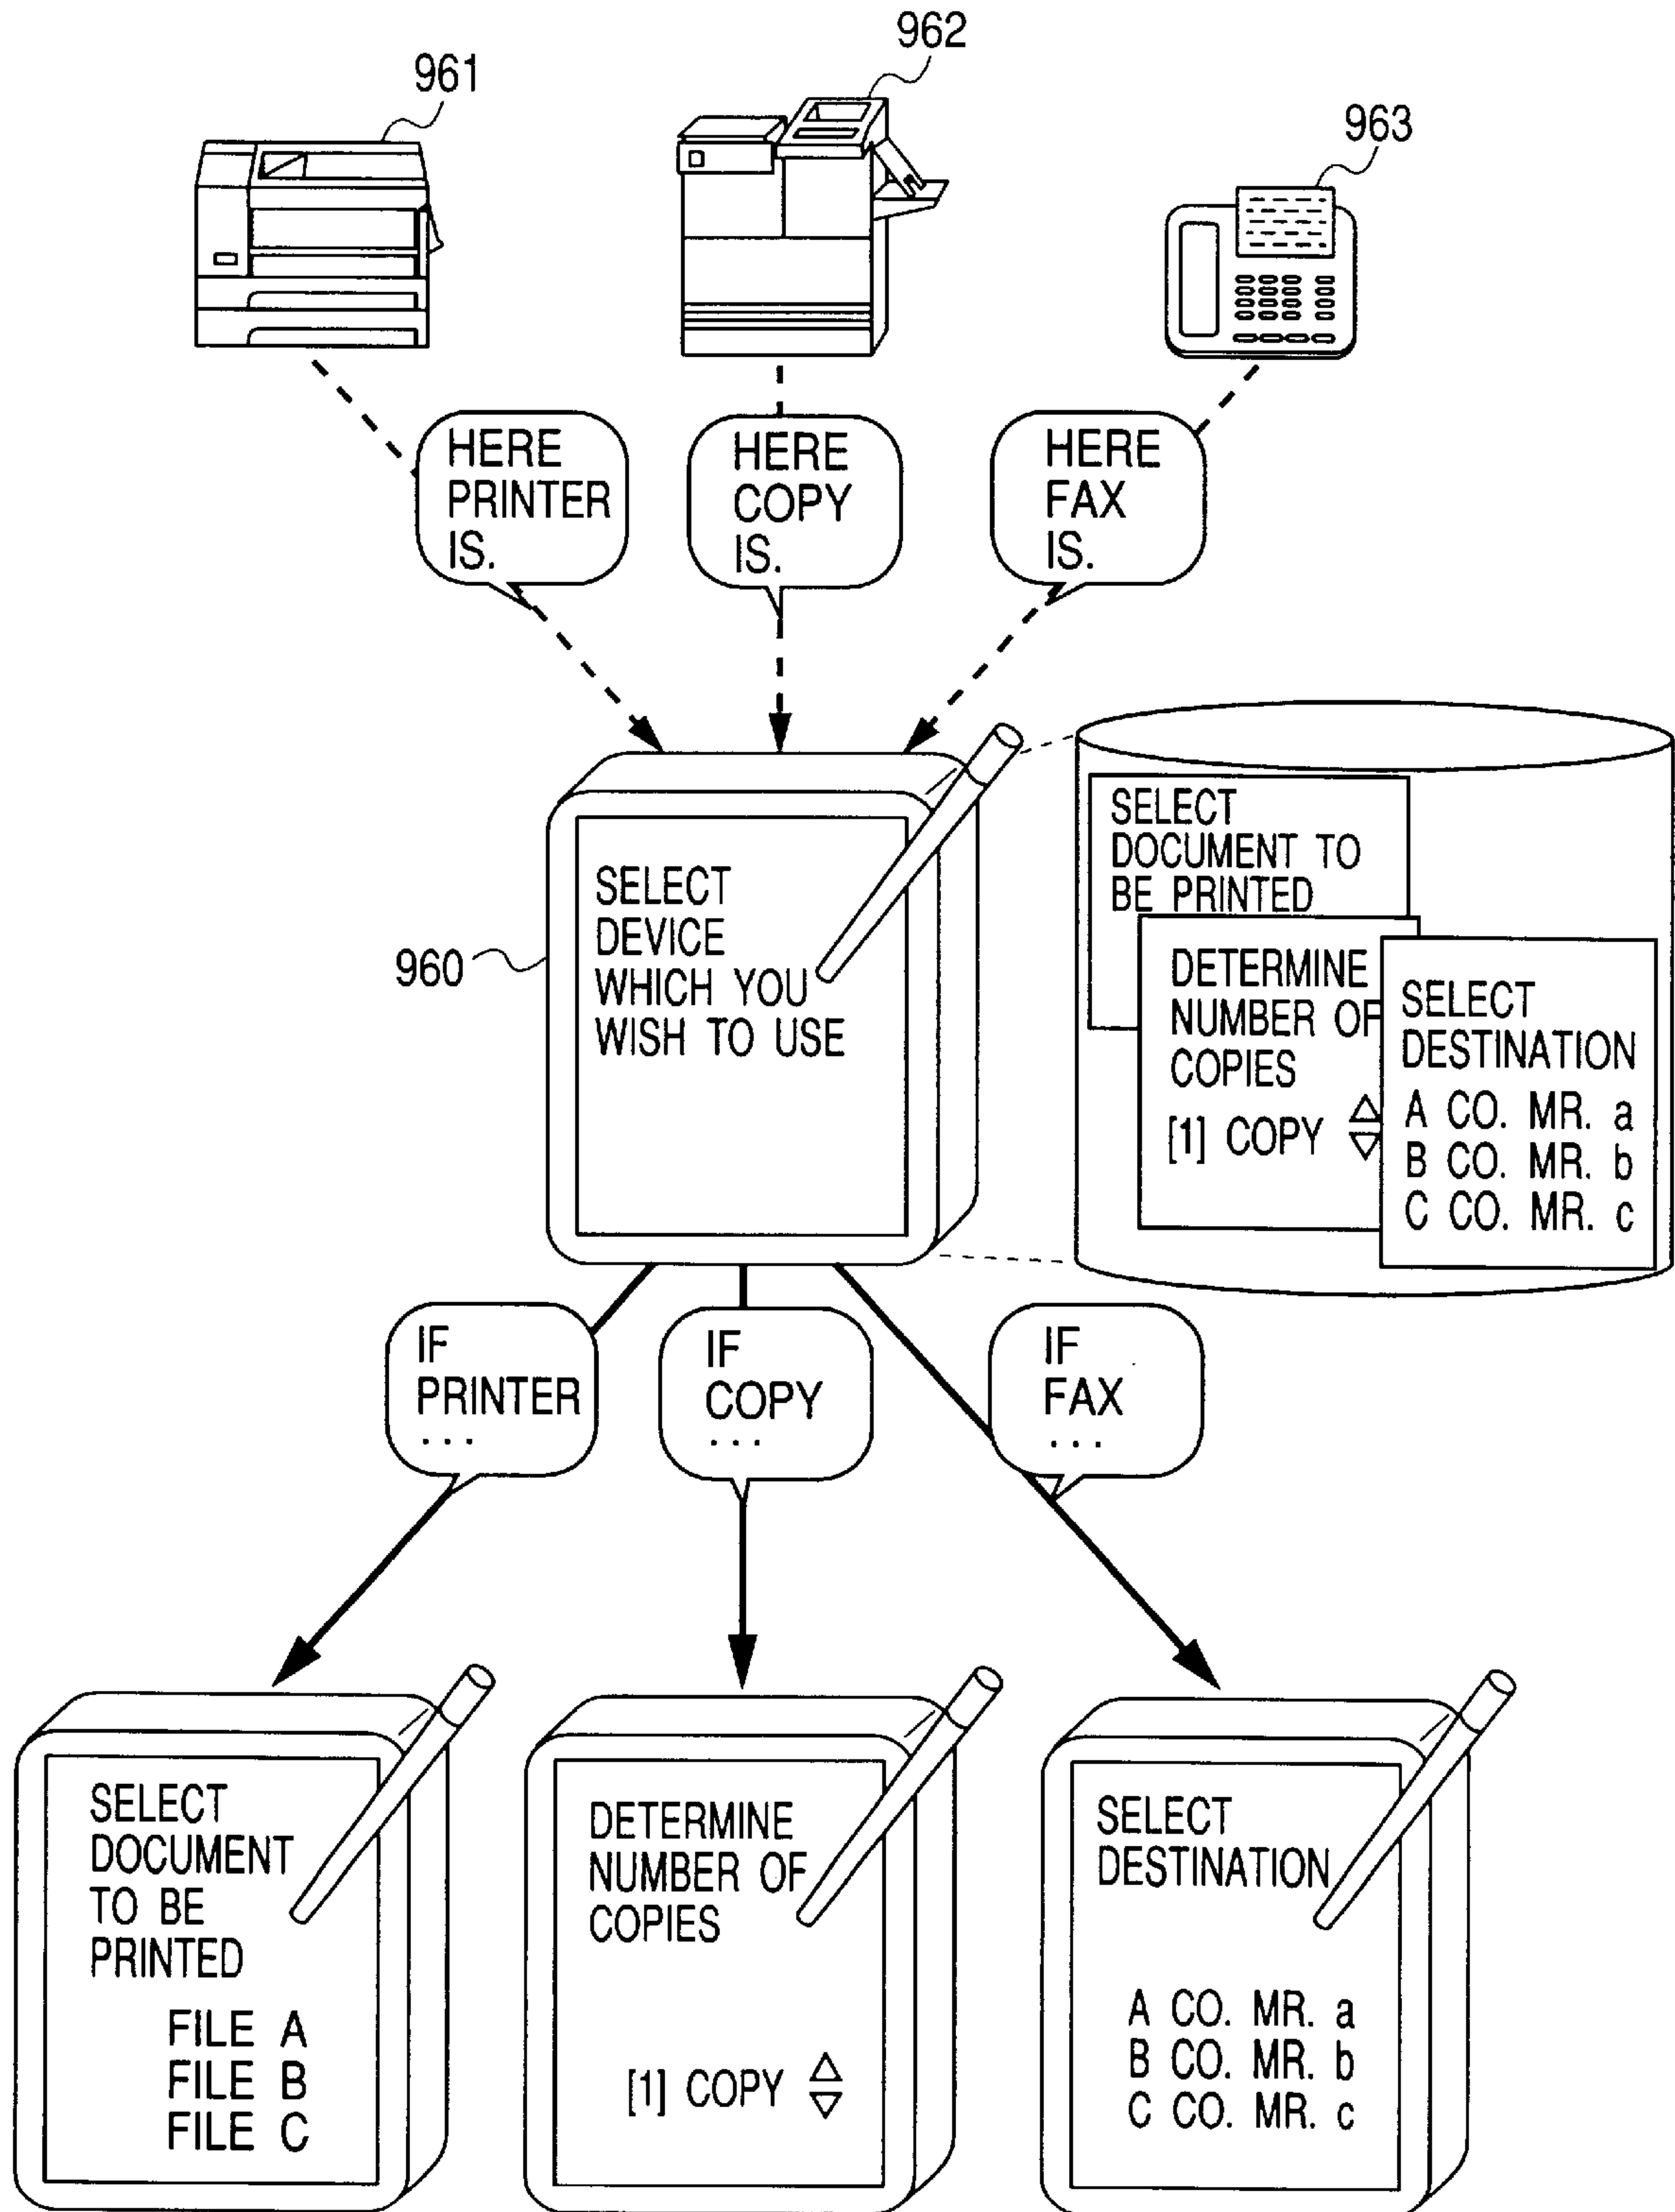 961
962
963
HERE
PRINTER
IS.
HERE
COPY
IS.
HERE
FAX
IS.
960
SELECT
DEVICE
WHICH YOU
WISH TO USE
SELECT
DOCUMENT TO
BE PRINTED
DETERMINE
NUMBER OF
COPIES
[1] COPY
SELECT
DESTINATION
A CO. MR. a
B CO. MR. b
C CO. MR. c
IF
PRINTER
...
IF
COPY
...
IF
FAX
...
SELECT
DOCUMENT
TO BE
PRINTED
FILE A
FILE B
FILE C
DETERMINE
NUMBER OF
COPIES
[1] COPY
SELECT
DESTINATION
A CO. MR. a
B CO. MR. b
C CO. MR. c